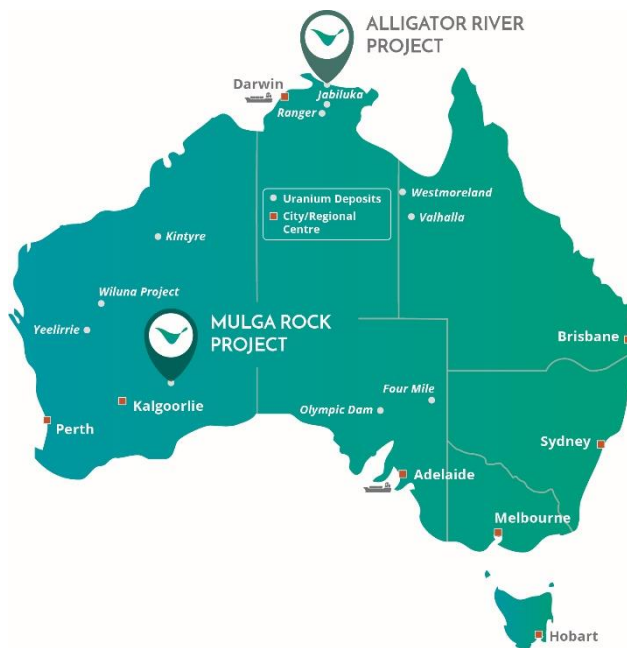 ALLIGATOR RIVER
PROJECT
Darwin
Jabiluka
Ranger
Uranium Deposits
City/Regional
Centre
Westmoreland
Valhalla
Kintyre
Wiluna Project
Yeelirrie
MULGA ROCK
PROJECT
Brisbane
Four Mile
Olympic Dam
Kalgoorlie
Perth
Sydney
Adelaide
Melbourne
Hobart